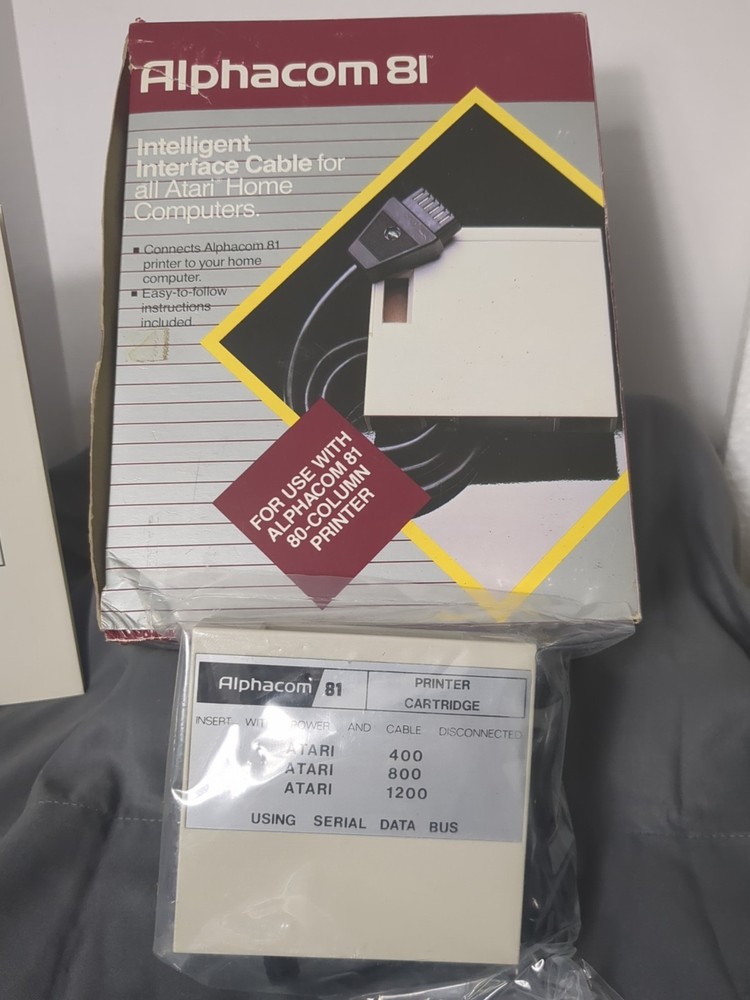 Alphacom 81™
Intelligent
Interface Cable for
all Atari® Home
Computers.
▪ Connects Alphacom 81
printer to your home
computer.
▪ Easy-to-follow
instructions
included
FOR USE WITH
ALPHACOM 81
80-COLUMN
PRINTER
Alphacom 81
PRINTER
CARTRIDGE
INSERT WITH POWER AND CABLE DISCONNECTED
ATARI 400
ATARI 800
ATARI 1200
USING SERIAL DATA BUS